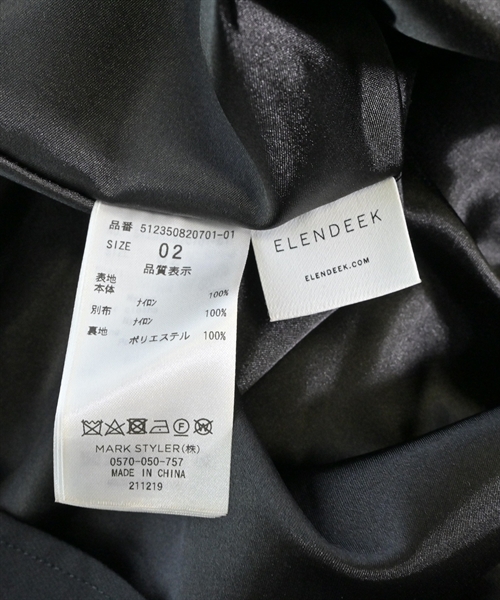 品番 512350820701-01
SIZE 02
品質表示
表地
本体 ナイロン 100%
別布 ナイロン 100%
裏地 ポリエステル 100%
MARK STYLER(株)
0570-050-757
MADE IN CHINA
211219
ELENDEEK
ELENDEEK.COM